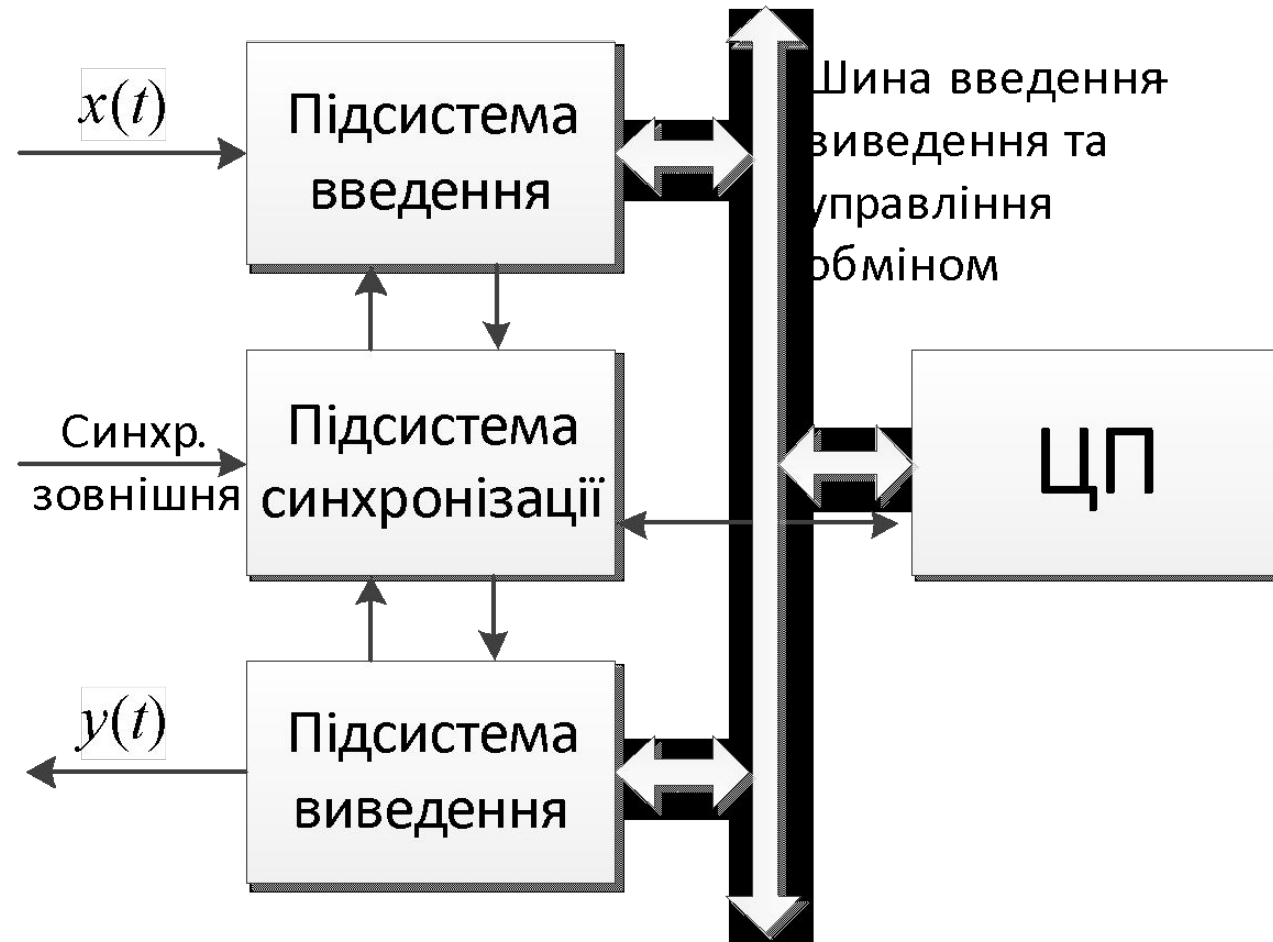 x(t)
Підсистема
введення
Шина введення-
виведення та
управління
обміном
Синхр.
зовнішня
Підсистема
синхронізації
ЦП
y(t)
Підсистема
виведення